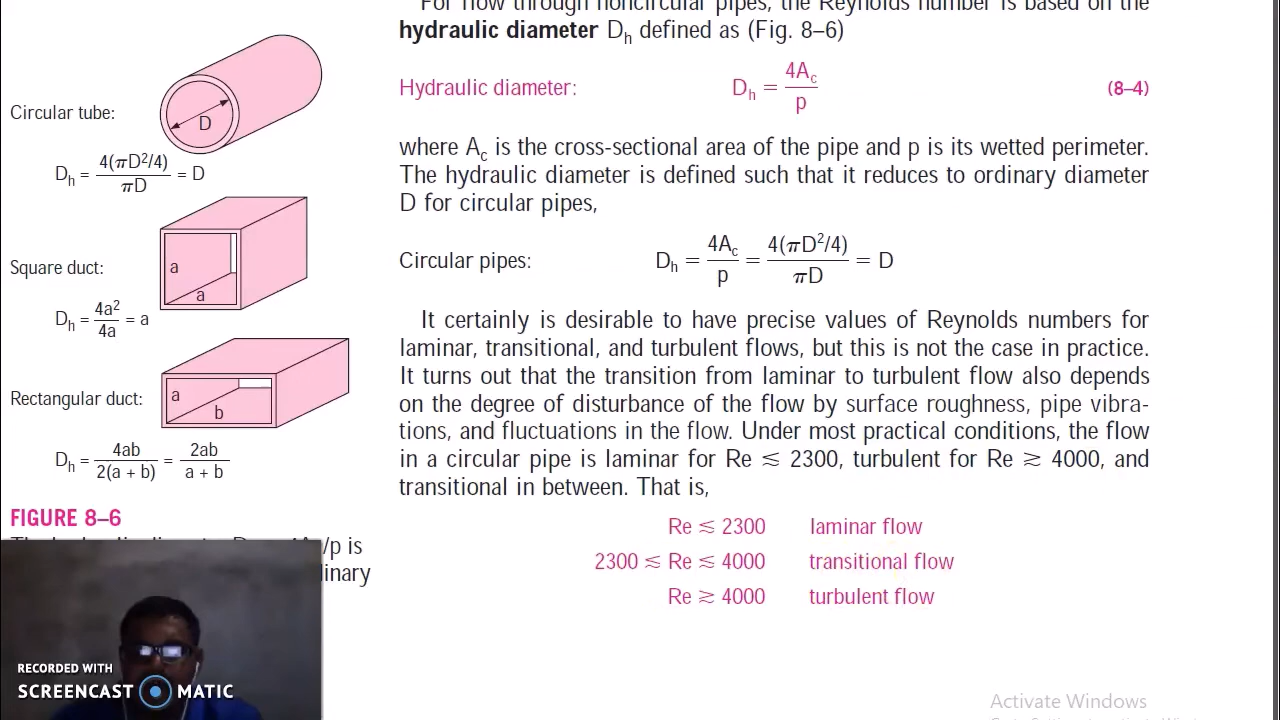 For flow through noncircular pipes, the Reynolds number is based on the
hydraulic diameter Dh defined as (Fig. 8–6)
Hydraulic diameter: Dh = 4Ac/p (8–4)
where Ac is the cross-sectional area of the pipe and p is its wetted perimeter.
The hydraulic diameter is defined such that it reduces to ordinary diameter
D for circular pipes,
Circular pipes: Dh = 4Ac/p = 4(πD²/4)/πD = D
It certainly is desirable to have precise values of Reynolds numbers for
laminar, transitional, and turbulent flows, but this is not the case in practice.
It turns out that the transition from laminar to turbulent flow also depends
on the degree of disturbance of the flow by surface roughness, pipe vibra-
tions, and fluctuations in the flow. Under most practical conditions, the flow
in a circular pipe is laminar for Re ≲ 2300, turbulent for Re ≳ 4000, and
transitional in between. That is,
Re ≲ 2300 laminar flow
2300 ≲ Re ≲ 4000 transitional flow
Re ≳ 4000 turbulent flow
Circular tube:
D
Dh = 4(πD²/4)/πD = D
Square duct:
a
a
Dh = 4a²/4a = a
Rectangular duct:
a
b
Dh = 4ab/2(a + b) = 2ab/a + b
FIGURE 8–6
/p is
RECORDED WITH
SCREENCAST MATIC
Activate Windows